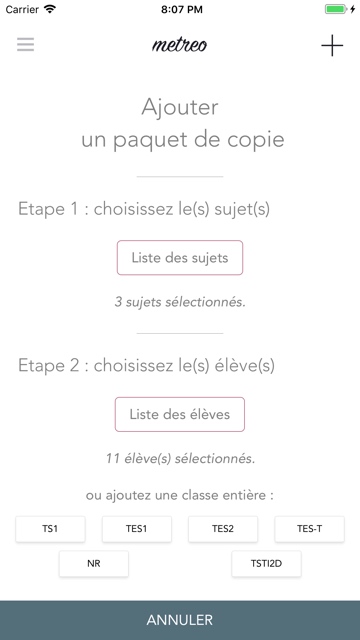 Carrier 8:07 PM
metreo
Ajouter
un paquet de copie
Etape 1 : choisissez le(s) sujet(s)
Liste des sujets
3 sujets sélectionnés.
Etape 2 : choisissez le(s) élève(s)
Liste des élèves
11 élève(s) sélectionnés.
ou ajoutez une classe entière :
TS1 TES1 TES2 TES-T
NR TSTI2D
ANNULER